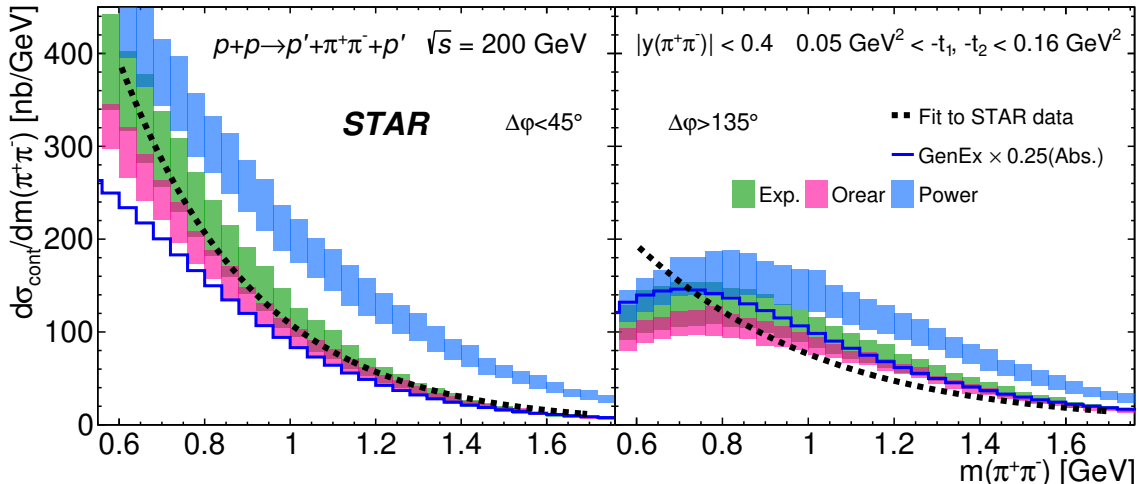 p+p→p′+π⁺π⁻+p′ √s = 200 GeV
|y(π⁺π⁻)| < 0.4 0.05 GeV² < -t₁, -t₂ < 0.16 GeV²
STAR Δφ<45°
Δφ>135°
Fit to STAR data
GenEx × 0.25(Abs.)
Exp. Orear Power
dσ_cont/dm(π⁺π⁻) [nb/GeV]
400
300
200
100
0
0.6 0.8 1 1.2 1.4 1.6
0.6 0.8 1 1.2 1.4 1.6
m(π⁺π⁻) [GeV]